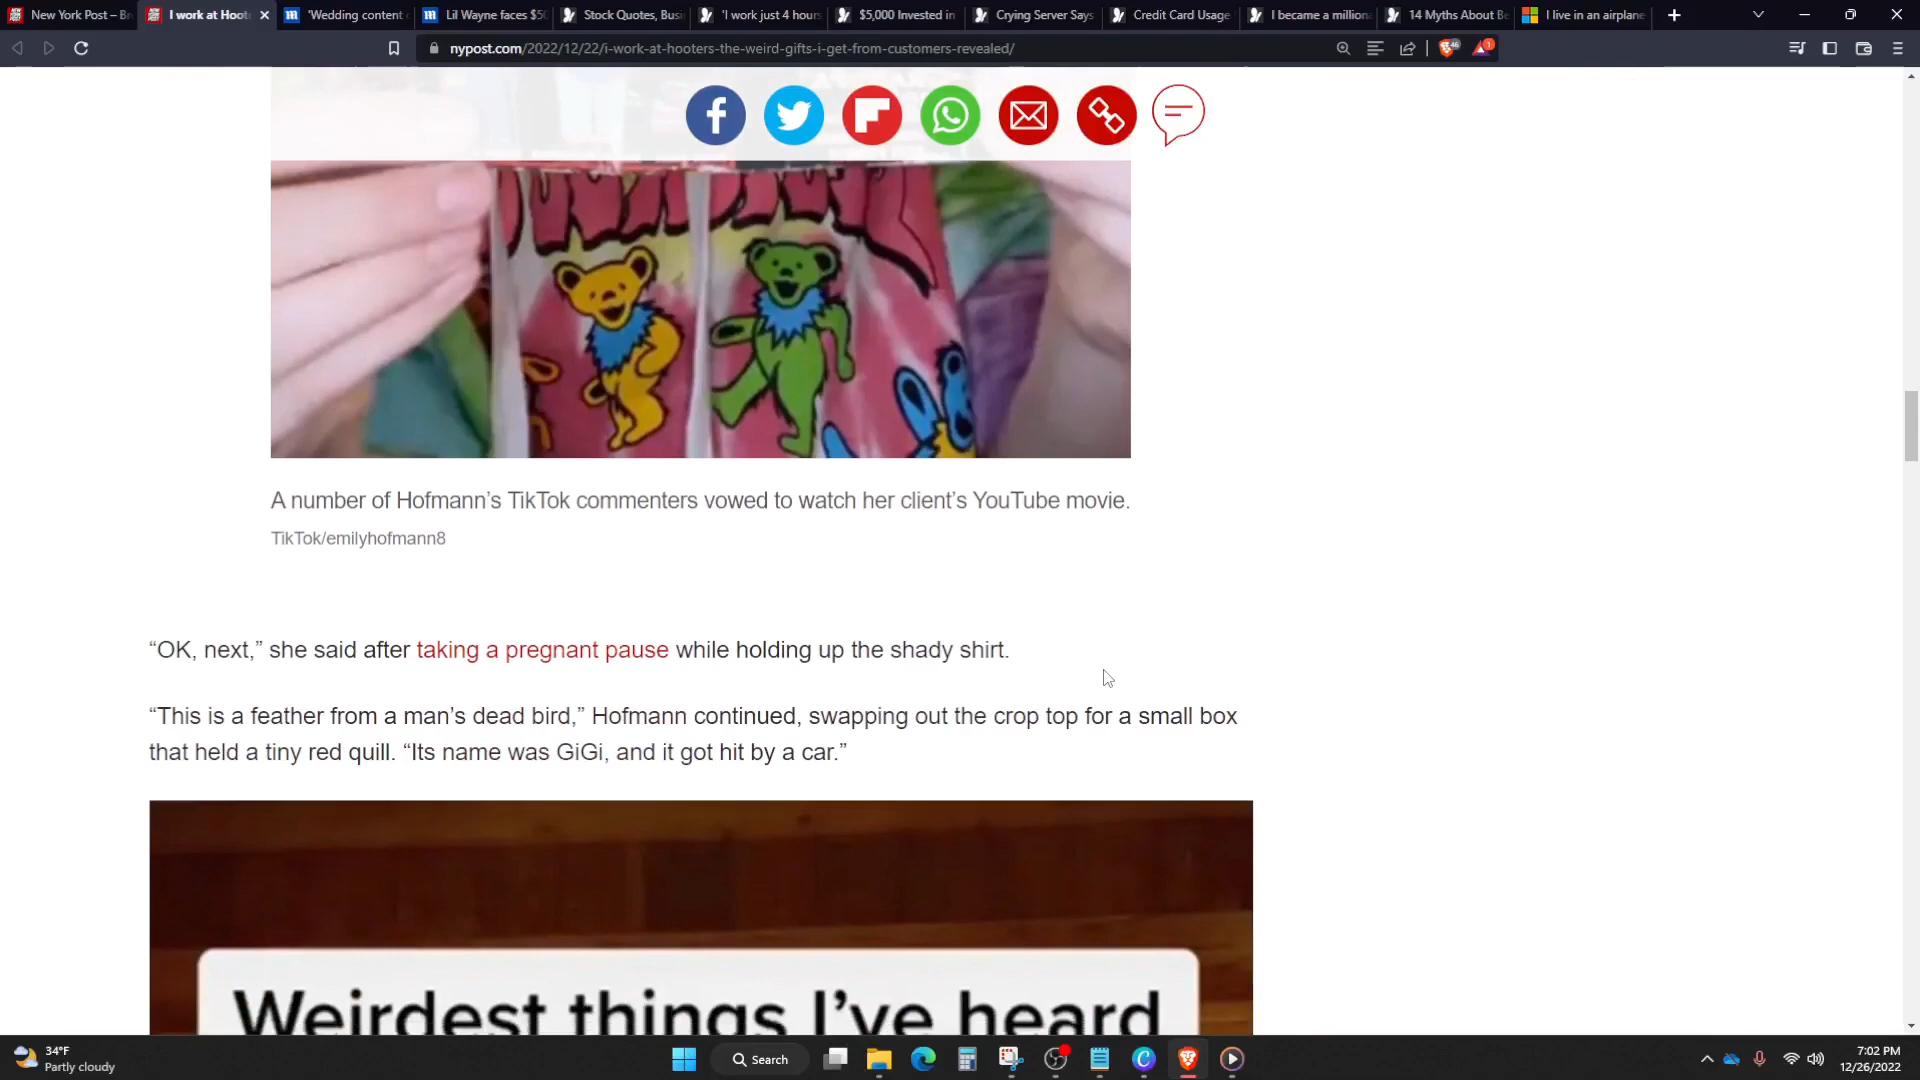 New York Post – Br
I work at Hoot
'Wedding content
Lil Wayne faces $50
Stock Quotes, Busi
'I work just 4 hours
$5,000 Invested in
Crying Server Says
Credit Card Usage
I became a milliona
14 Myths About Be
I live in an airplane
nypost.com/2022/12/22/i-work-at-hooters-the-weird-gifts-i-get-from-customers-revealed/
46
1
A number of Hofmann's TikTok commenters vowed to watch her client's YouTube movie.
TikTok/emilyhofmann8
“OK, next,” she said after taking a pregnant pause while holding up the shady shirt.
“This is a feather from a man's dead bird,” Hofmann continued, swapping out the crop top for a small box
that held a tiny red quill. “Its name was GiGi, and it got hit by a car.”
Weirdest things I've heard
34°F
Partly cloudy
Search
7:02 PM
12/26/2022